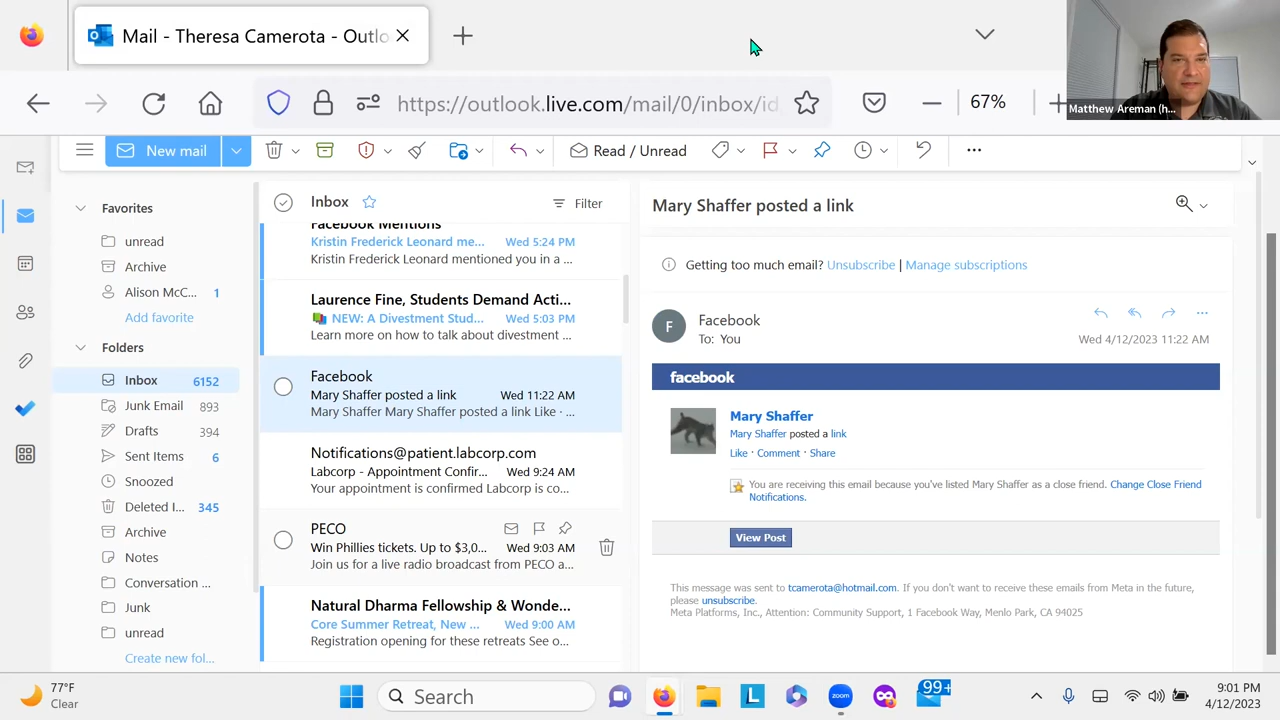 Mail - Theresa Camerota - Outlo
https://outlook.live.com/mail/0/inbox/id
67%
Matthew Areman (h...
New mail
Read / Unread
Favorites
unread
Archive
Alison McC... 1
Add favorite
Folders
Inbox 6152
Junk Email 893
Drafts 394
Sent Items 6
Snoozed
Deleted I... 345
Archive
Notes
Conversation ...
Junk
unread
Create new fol...
Inbox
Filter
Facebook Mentions
Kristin Frederick Leonard me... Wed 5:24 PM
Kristin Frederick Leonard mentioned you in a ...
Laurence Fine, Students Demand Acti...
NEW: A Divestment Stud... Wed 5:03 PM
Learn more on how to talk about divestment ...
Facebook
Mary Shaffer posted a link Wed 11:22 AM
Mary Shaffer Mary Shaffer posted a link Like · ...
Notifications@patient.labcorp.com
Labcorp - Appointment Confir... Wed 9:24 AM
Your appointment is confirmed Labcorp is co...
PECO
Win Phillies tickets. Up to $3,0... Wed 9:03 AM
Join us for a live radio broadcast from PECO a...
Natural Dharma Fellowship & Wonde...
Core Summer Retreat, New ... Wed 9:00 AM
Registration opening for these retreats See o...
Mary Shaffer posted a link
Getting too much email? Unsubscribe | Manage subscriptions
F
Facebook
To: You
Wed 4/12/2023 11:22 AM
facebook
Mary Shaffer
Mary Shaffer posted a link
Like · Comment · Share
You are receiving this email because you've listed Mary Shaffer as a close friend. Change Close Friend
Notifications.
View Post
This message was sent to tcamerota@hotmail.com. If you don't want to receive these emails from Meta in the future,
please unsubscribe.
Meta Platforms, Inc., Attention: Community Support, 1 Facebook Way, Menlo Park, CA 94025
77°F
Clear
Search
L
zoom
99+
9:01 PM
4/12/2023